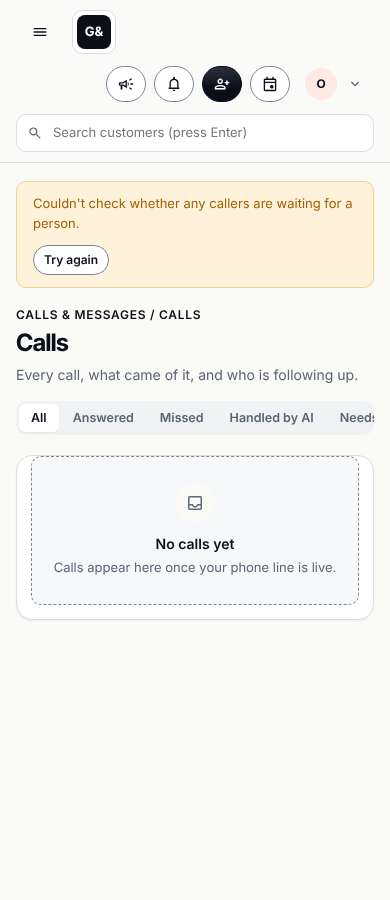 G&
O
Search customers (press Enter)
Couldn't check whether any callers are waiting for a
person.
Try again
CALLS & MESSAGES / CALLS
Calls
Every call, what came of it, and who is following up.
All Answered Missed Handled by AI Needs
No calls yet
Calls appear here once your phone line is live.